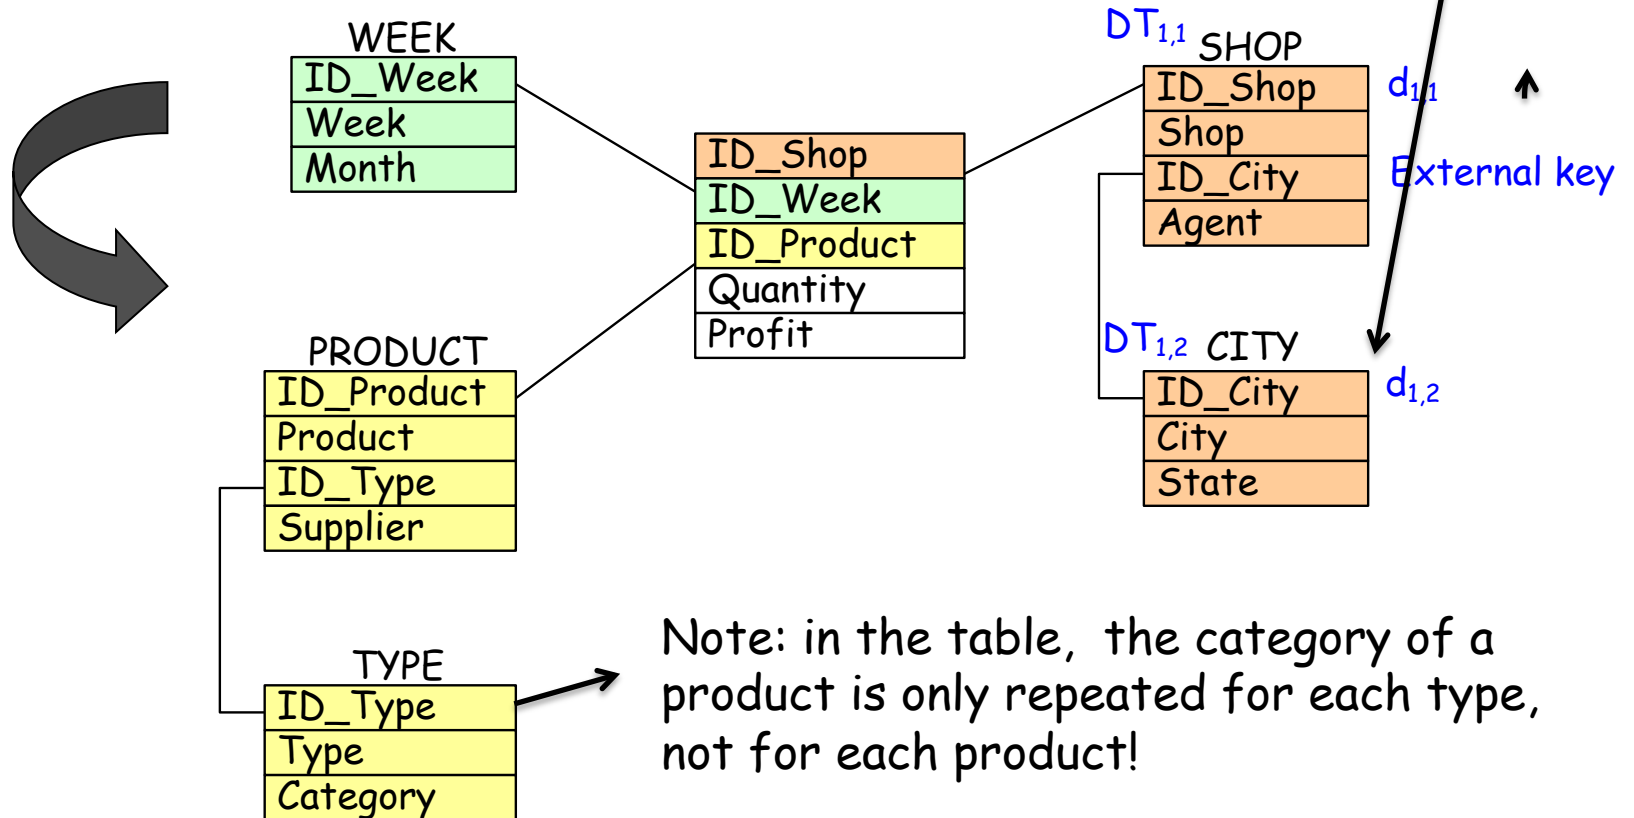 WEEK
ID_Week
Week
Month
ID_Shop
ID_Week
ID_Product
Quantity
Profit
DT1,1
SHOP
ID_Shop
Shop
ID_City
Agent
d1,1
External key
DT1,2
CITY
ID_City
City
State
d1,2
PRODUCT
ID_Product
Product
ID_Type
Supplier
TYPE
ID_Type
Type
Category
Note: in the table, the category of a
product is only repeated for each type,
not for each product!